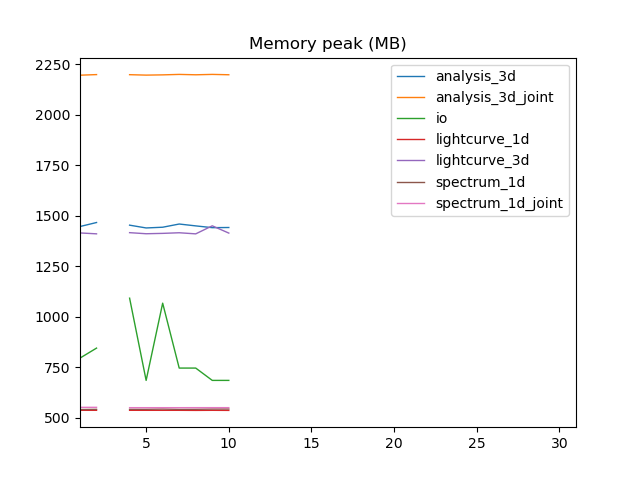 Memory peak (MB)
2250
2000
1750
1500
1250
1000
750
500
5
10
15
20
25
30
analysis_3d
analysis_3d_joint
io
lightcurve_1d
lightcurve_3d
spectrum_1d
spectrum_1d_joint